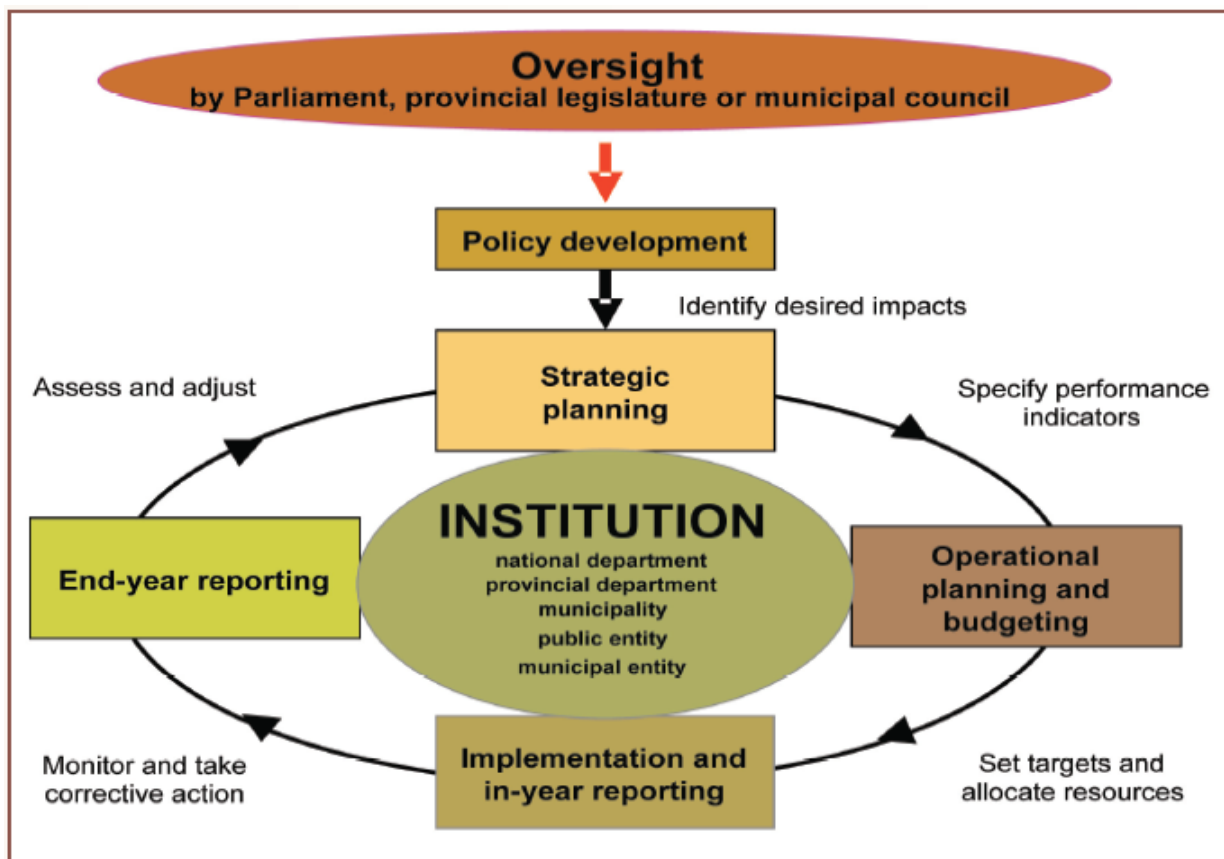 Oversight
by Parliament, provincial legislature or municipal council
Policy development
Identify desired impacts
Strategic
planning
Assess and adjust
Specify performance
indicators
INSTITUTION
national department
provincial department
municipality
public entity
municipal entity
End-year reporting
Operational
planning and
budgeting
Monitor and take
corrective action
Implementation and
in-year reporting
Set targets and
allocate resources